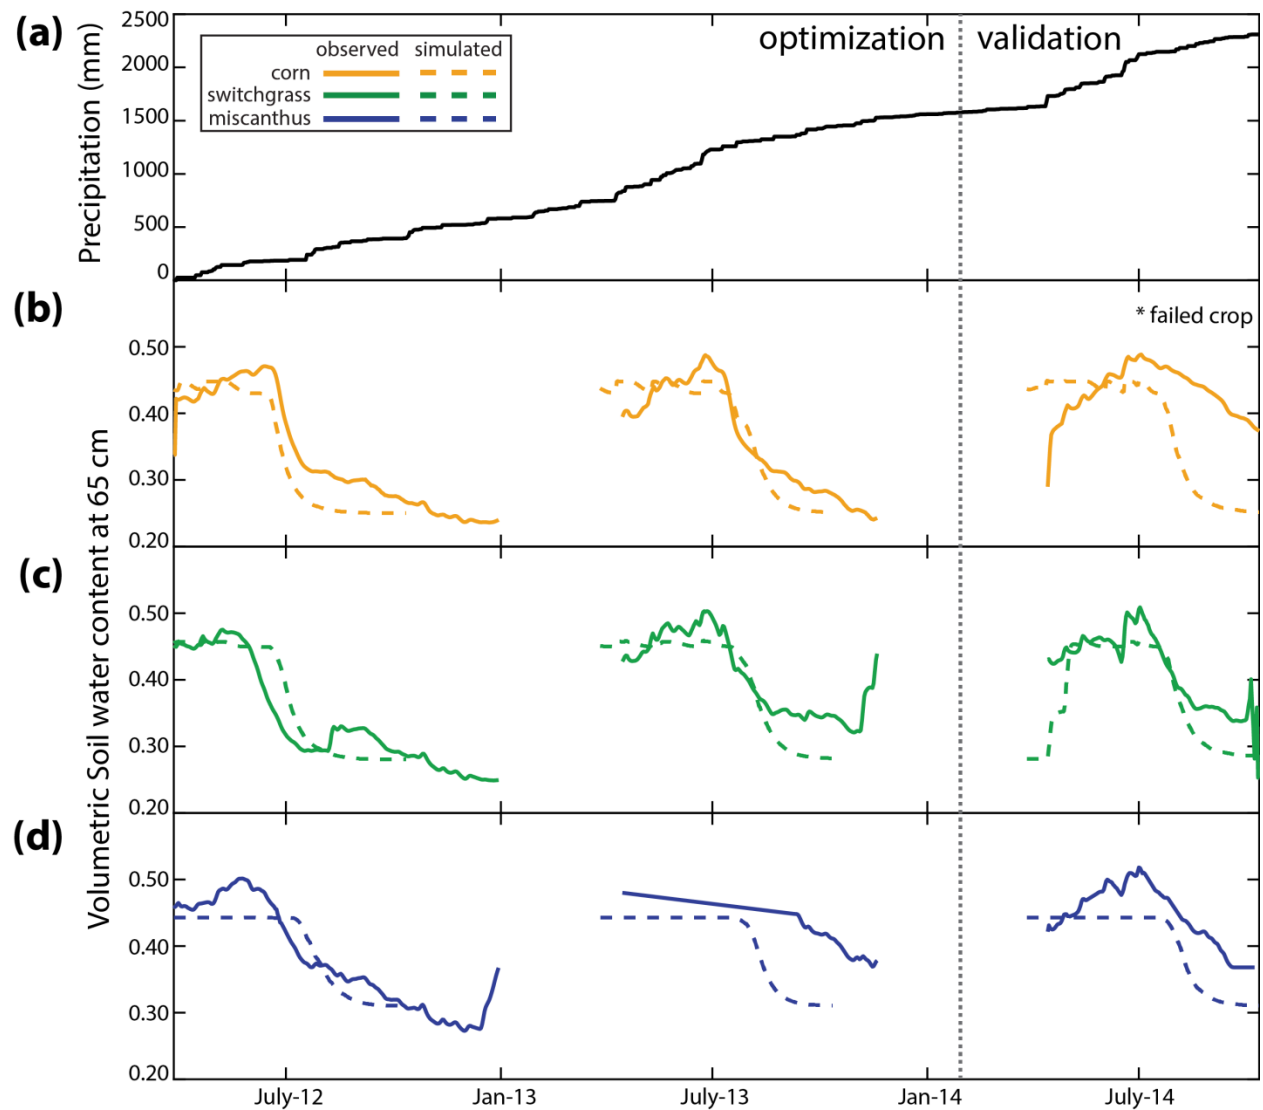 (a)
Precipitation (mm)
2500
2000
1500
1000
500
0
observed simulated
corn
switchgrass
miscanthus
optimization validation
(b)
* failed crop
0.50
0.40
0.30
0.20
(c)
Volumetric Soil water content at 65 cm
0.50
0.40
0.30
0.20
(d)
0.50
0.40
0.30
0.20
July-12 Jan-13 July-13 Jan-14 July-14